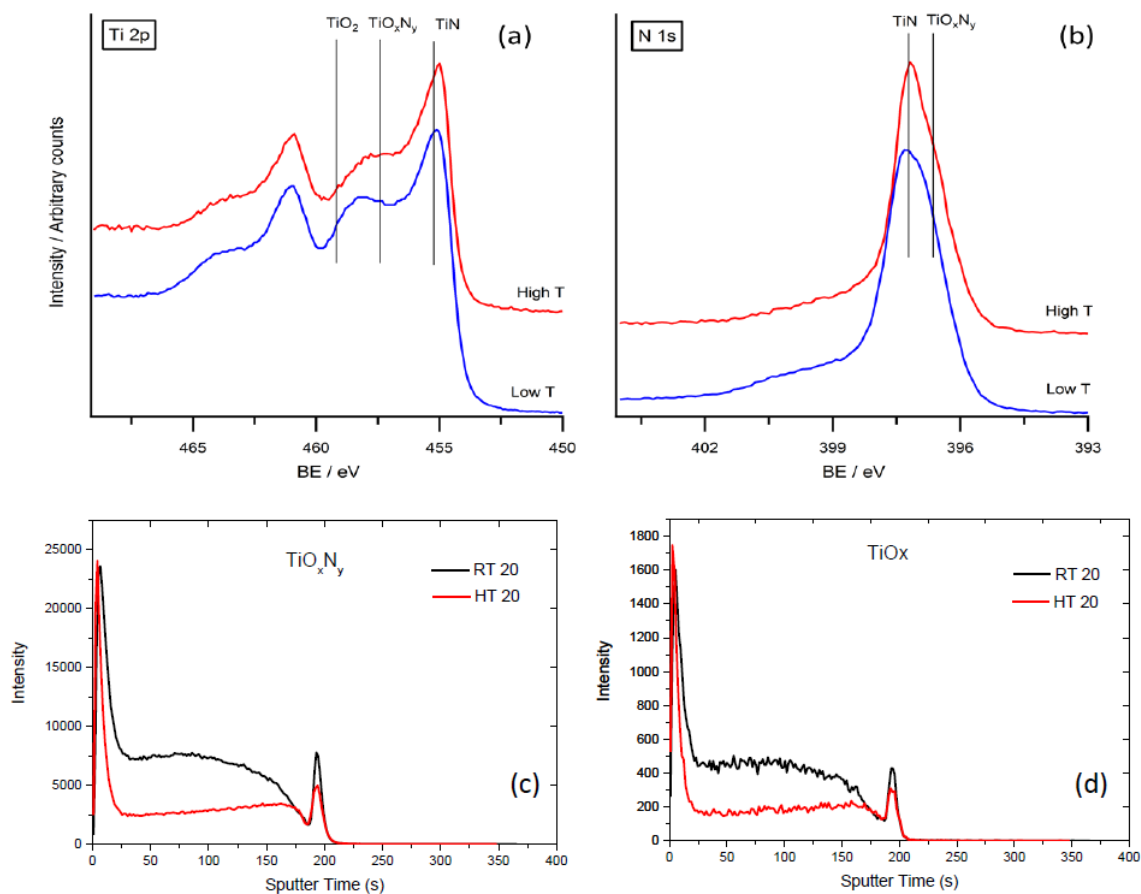 Ti 2p
TiO₂
TiOₓNᵧ
TiN
(a)
High T
Low T
Intensity / Arbitrary counts
465
460
455
450
BE / eV
N 1s
TiN
TiOₓNᵧ
(b)
High T
Low T
402
399
396
393
BE / eV
TiOₓNᵧ
RT 20
HT 20
(c)
Intensity
25000
20000
15000
10000
5000
0
0 50 100 150 200 250 300 350 400
Sputter Time (s)
TiOx
RT 20
HT 20
(d)
Intensity
1800
1600
1400
1200
1000
800
600
400
200
0
0 50 100 150 200 250 300 350 400
Sputter Time (s)